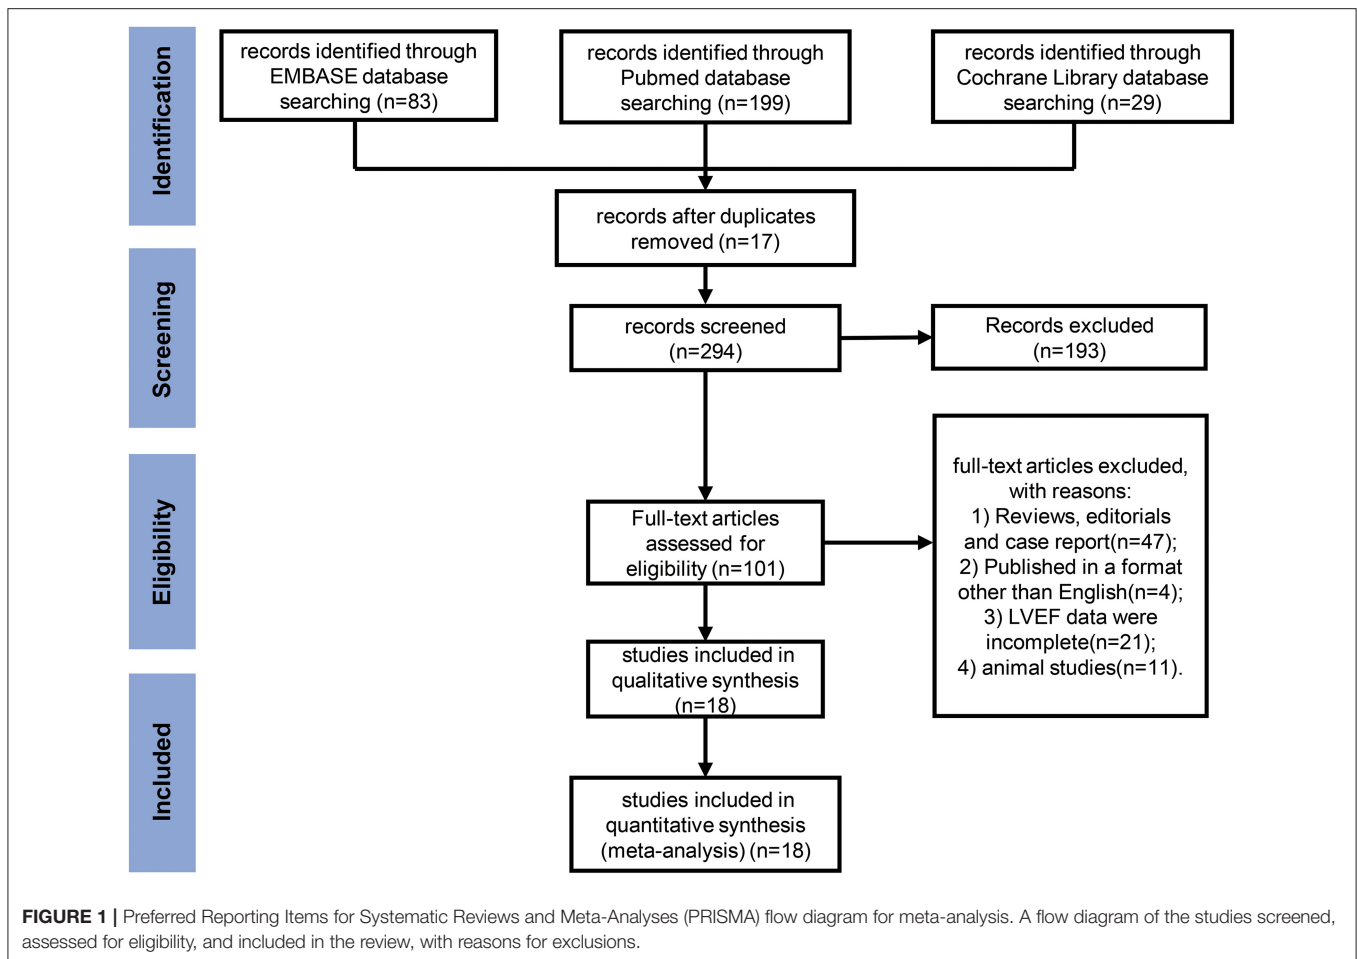 Identification
records identified through
EMBASE database
searching (n=83)
records identified through
Pubmed database
searching (n=199)
records identified through
Cochrane Library database
searching (n=29)
records after duplicates
removed (n=17)
Screening
records screened
(n=294)
Records excluded
(n=193)
Eligibility
Full-text articles
assessed for
eligibility (n=101)
full-text articles excluded,
with reasons:
1) Reviews, editorials
and case report(n=47);
2) Published in a format
other than English(n=4);
3) LVEF data were
incomplete(n=21);
4) animal studies(n=11).
studies included in
qualitative synthesis
(n=18)
Included
studies included in
quantitative synthesis
(meta-analysis) (n=18)
FIGURE 1 | Preferred Reporting Items for Systematic Reviews and Meta-Analyses (PRISMA) flow diagram for meta-analysis. A flow diagram of the studies screened,
assessed for eligibility, and included in the review, with reasons for exclusions.